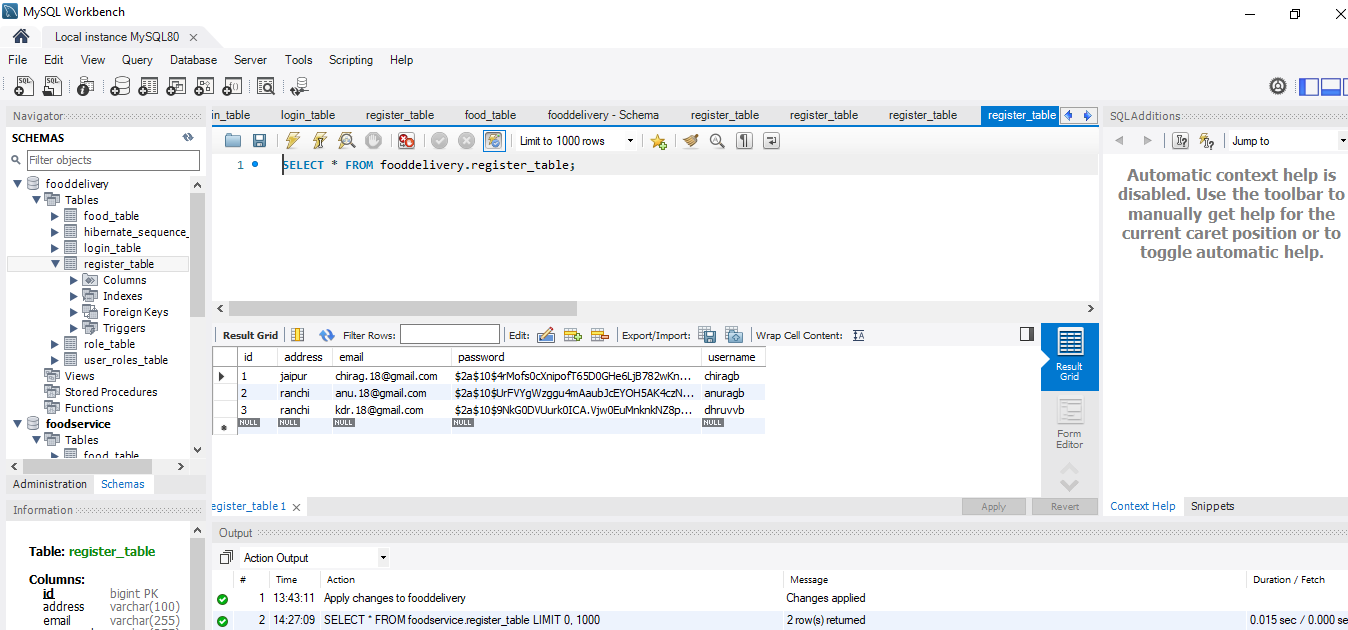 MySQL Workbench
Local instance MySQL80
File Edit View Query Database Server Tools Scripting Help
Navigator
SCHEMAS
Filter objects
fooddelivery
Tables
food_table
hibernate_sequence_
login_table
register_table
Columns
Indexes
Foreign Keys
Triggers
role_table
user_roles_table
Views
Stored Procedures
Functions
foodservice
Tables
food_table
Administration Schemas
Information
Table: register_table
Columns:
id bigint PK
address varchar(100)
email varchar(255)
in_table login_table register_table food_table fooddelivery - Schema register_table register_table register_table register_table
Limit to 1000 rows
1 SELECT * FROM fooddelivery.register_table;
Result Grid Filter Rows: Edit: Export/Import: Wrap Cell Content:
id address email password username
1 jaipur chirag.18@gmail.com $2a$10$4rMofs0cXnipofT65D0GHe6LjB782wKn... chiragb
2 ranchi anu.18@gmail.com $2a$10$UrFVYgWzggu4mAaubJcEYOH5AK4czN... anuragb
3 ranchi kdr.18@gmail.com $2a$10$9NkG0DVUurk0ICA.Vjw0EuMnknkNZ8p... dhruvvb
NULL NULL NULL NULL NULL
Result
Grid
Form
Editor
egister_table 1
Apply Revert
Output
Action Output
# Time Action Message Duration / Fetch
1 13:43:11 Apply changes to fooddelivery Changes applied
2 14:27:09 SELECT * FROM foodservice.register_table LIMIT 0, 1000 2 row(s) returned 0.015 sec / 0.000 se
SQLAdditions
Jump to
Automatic context help is
disabled. Use the toolbar to
manually get help for the
current caret position or to
toggle automatic help.
Context Help Snippets